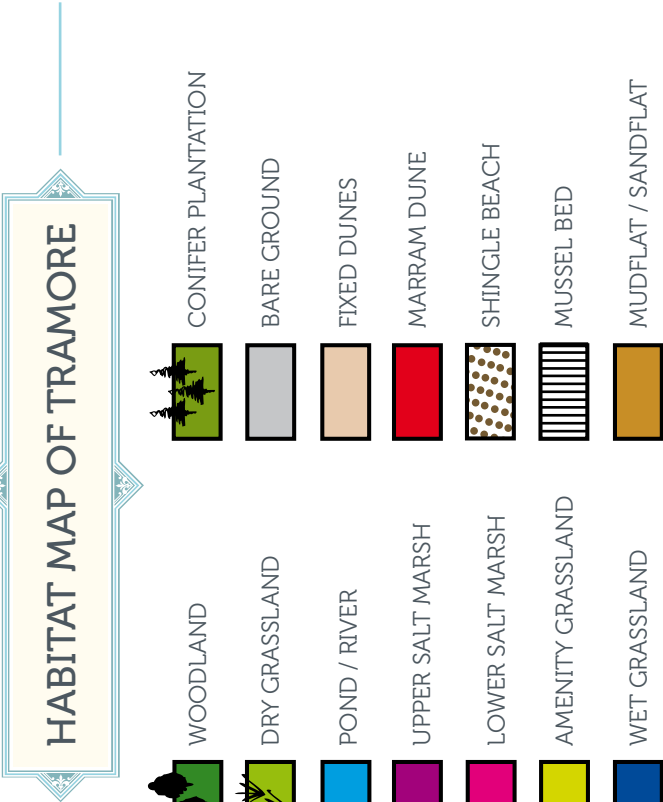 HABITAT MAP OF TRAMORE
WOODLAND
DRY GRASSLAND
POND / RIVER
UPPER SALT MARSH
LOWER SALT MARSH
AMENITY GRASSLAND
WET GRASSLAND
CONIFER PLANTATION
BARE GROUND
FIXED DUNES
MARRAM DUNE
SHINGLE BEACH
MUSSEL BED
MUDFLAT / SANDFLAT